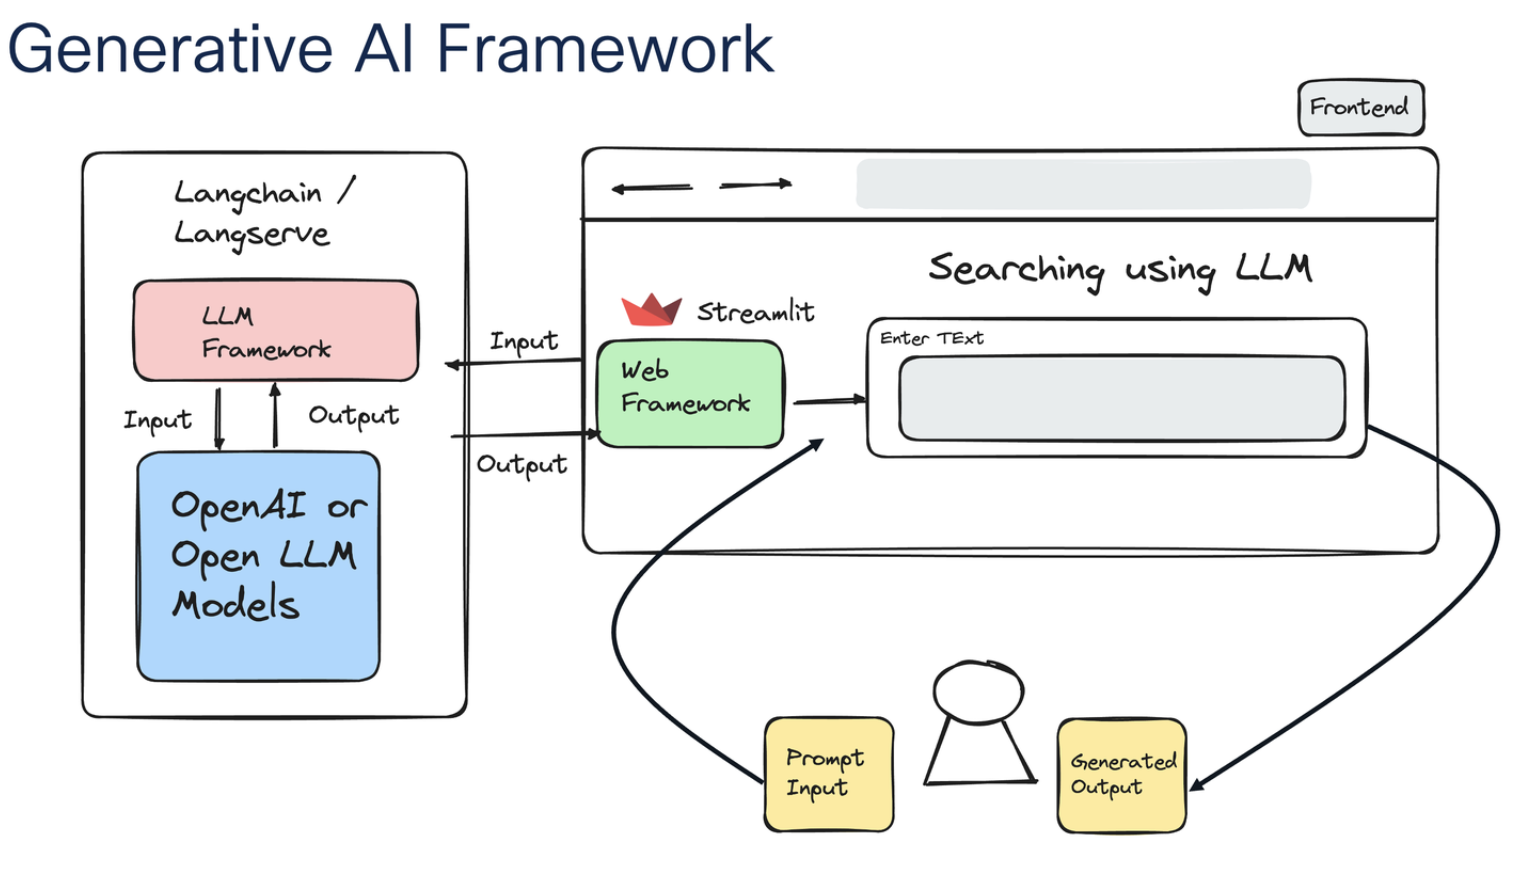 Generative AI Framework
Frontend
Langchain /
Langserve
LLM
Framework
Input
Output
OpenAI or
Open LLM
Models
Input
Output
Searching using LLM
Streamlit
Web
Framework
Enter TExt
Prompt
Input
Generated
Output